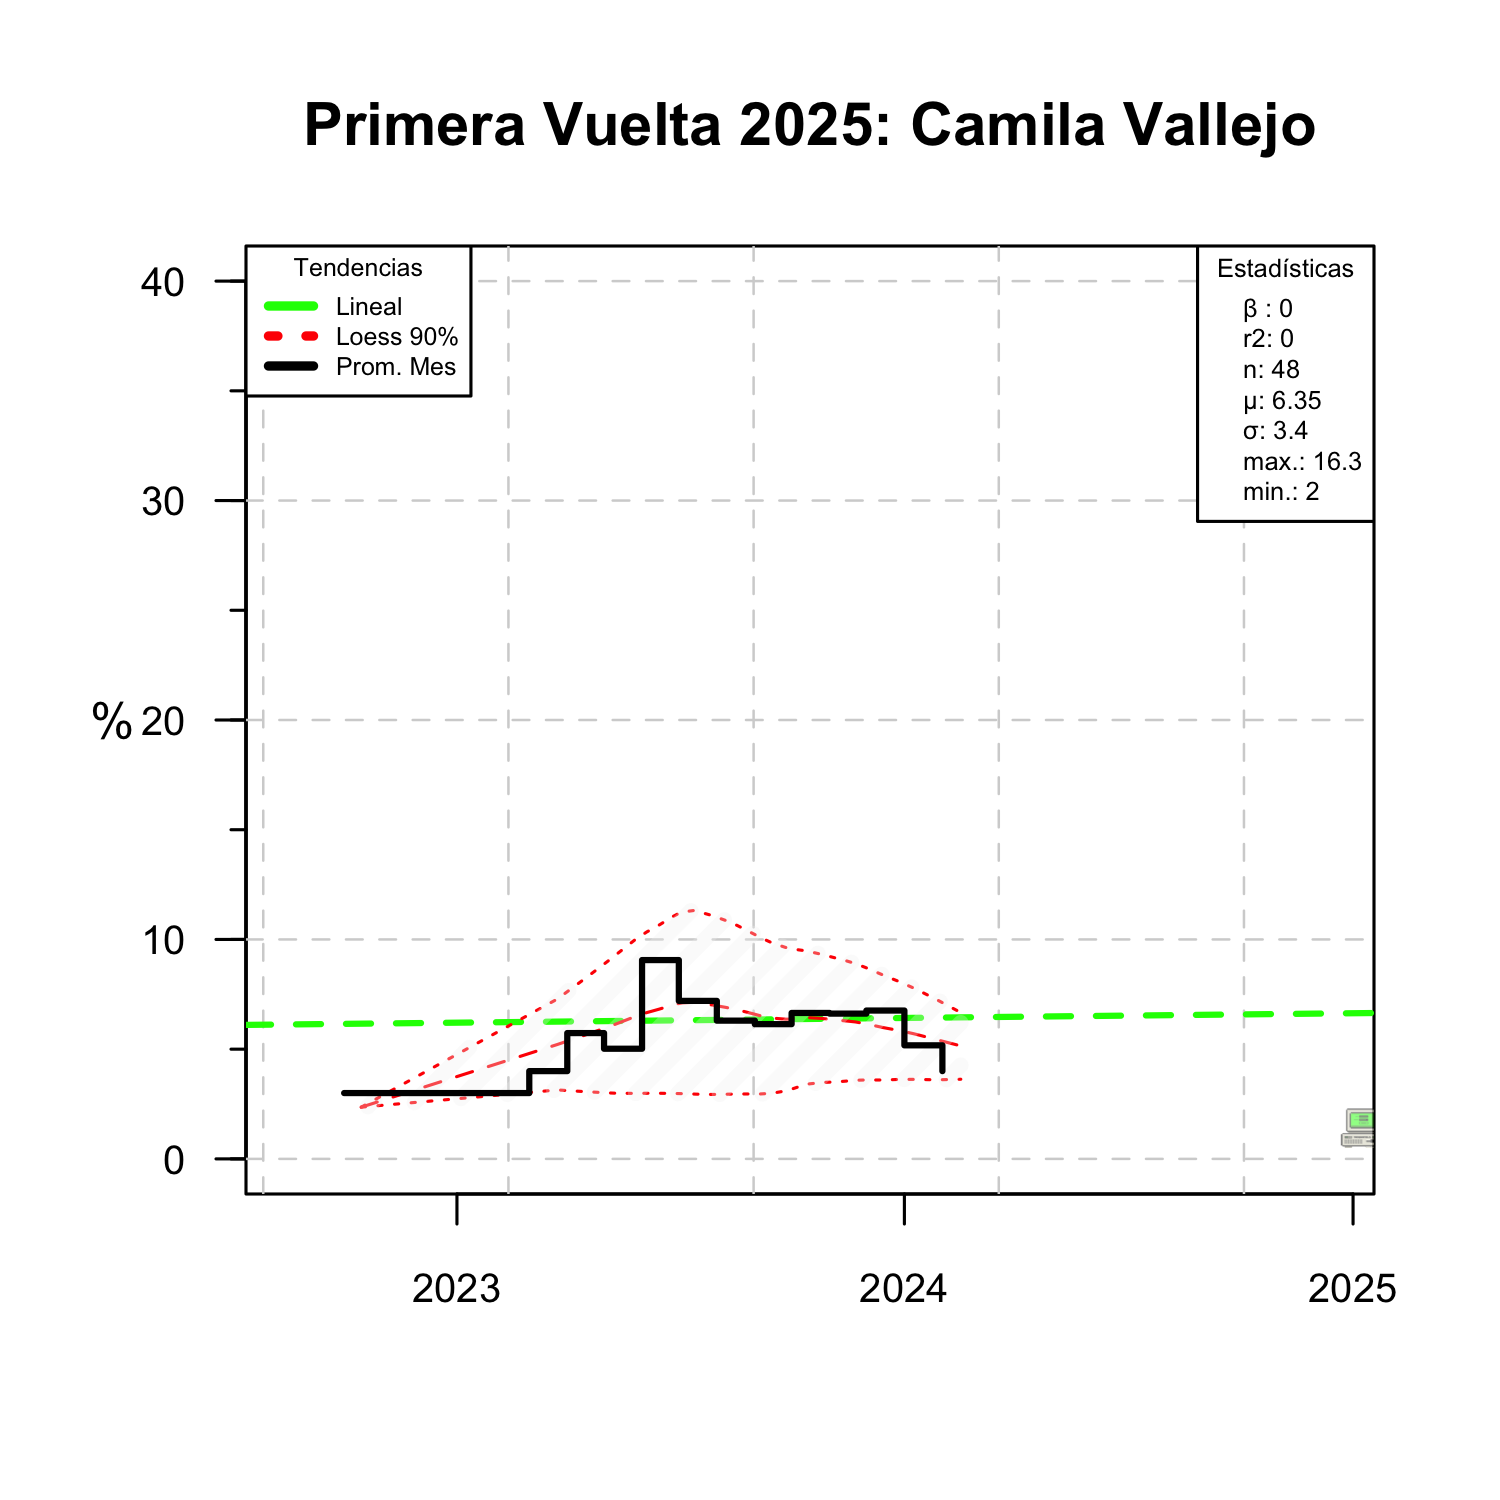 Primera Vuelta 2025: Camila Vallejo
Tendencias
Lineal
Loess 90%
Prom. Mes
Estadísticas
β : 0
r2: 0
n: 48
μ: 6.35
σ: 3.4
max.: 16.3
min.: 2
40
30
% 20
10
0
2023
2024
2025